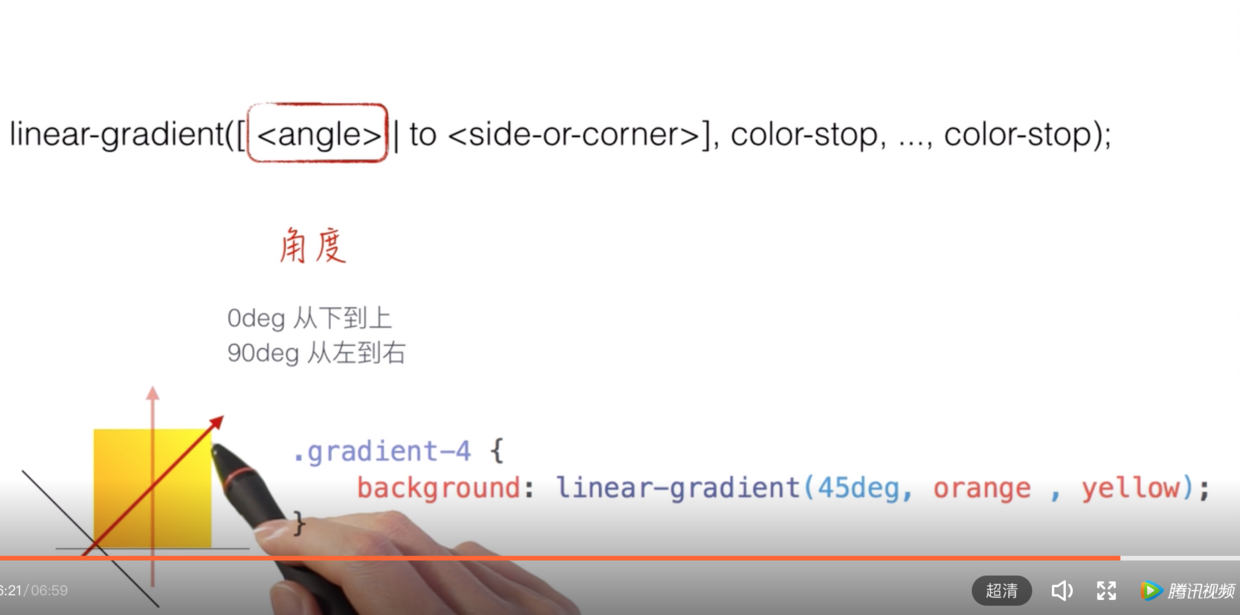 linear-gradient([ <angle> | to <side-or-corner>], color-stop, ..., color-stop);
角度
0deg 从下到上
90deg 从左到右
.gradient-4 {
background: linear-gradient(45deg, orange , yellow);
}
6:21/06:59
超清
腾讯视频